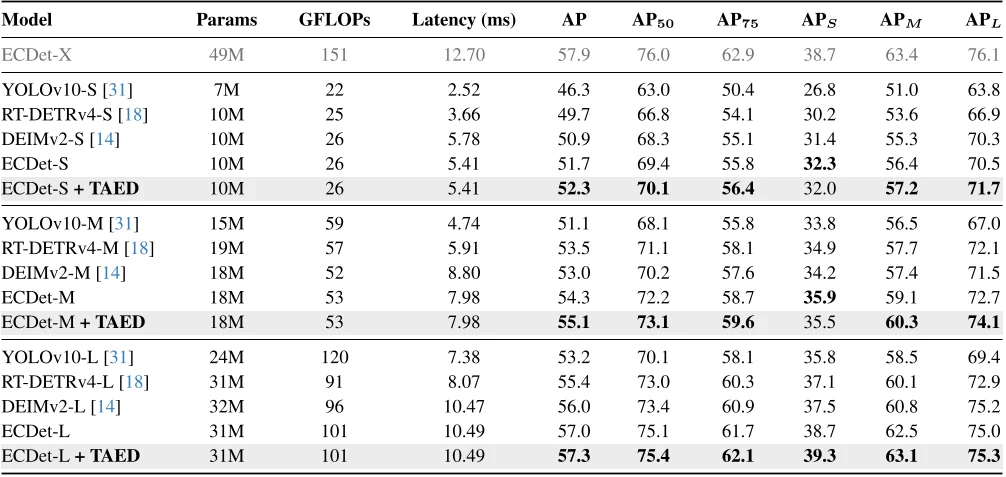 Model Params GFLOPs Latency (ms) AP AP50 AP75 APS APM APL
ECDet-X 49M 151 12.70 57.9 76.0 62.9 38.7 63.4 76.1
YOLOv10-S [31] 7M 22 2.52 46.3 63.0 50.4 26.8 51.0 63.8
RT-DETRv4-S [18] 10M 25 3.66 49.7 66.8 54.1 30.2 53.6 66.9
DEIMv2-S [14] 10M 26 5.78 50.9 68.3 55.1 31.4 55.3 70.3
ECDet-S 10M 26 5.41 51.7 69.4 55.8 32.3 56.4 70.5
ECDet-S + TAED 10M 26 5.41 52.3 70.1 56.4 32.0 57.2 71.7
YOLOv10-M [31] 15M 59 4.74 51.1 68.1 55.8 33.8 56.5 67.0
RT-DETRv4-M [18] 19M 57 5.91 53.5 71.1 58.1 34.9 57.7 72.1
DEIMv2-M [14] 18M 52 8.80 53.0 70.2 57.6 34.2 57.4 71.5
ECDet-M 18M 53 7.98 54.3 72.2 58.7 35.9 59.1 72.7
ECDet-M + TAED 18M 53 7.98 55.1 73.1 59.6 35.5 60.3 74.1
YOLOv10-L [31] 24M 120 7.38 53.2 70.1 58.1 35.8 58.5 69.4
RT-DETRv4-L [18] 31M 91 8.07 55.4 73.0 60.3 37.1 60.1 72.9
DEIMv2-L [14] 32M 96 10.47 56.0 73.4 60.9 37.5 60.8 75.2
ECDet-L 31M 101 10.49 57.0 75.1 61.7 38.7 62.5 75.0
ECDet-L + TAED 31M 101 10.49 57.3 75.4 62.1 39.3 63.1 75.3